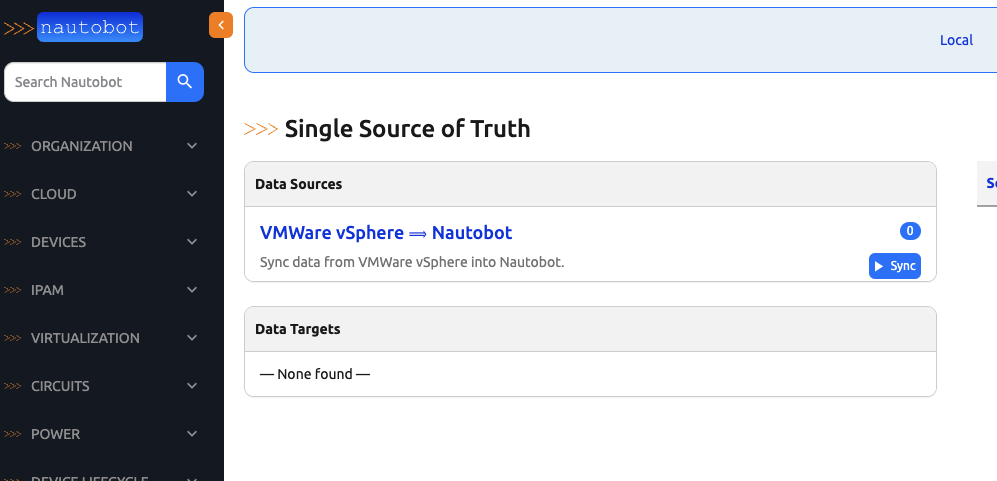 >>> nautobot
Search Nautobot
>>> ORGANIZATION
>>> CLOUD
>>> DEVICES
>>> IPAM
>>> VIRTUALIZATION
>>> CIRCUITS
>>> POWER
>>> DEVICE LIFECYCLE
Local
>>> Single Source of Truth
Data Sources
VMWare vSphere ⟹ Nautobot
0
Sync data from VMWare vSphere into Nautobot.
Sync
Data Targets
— None found —